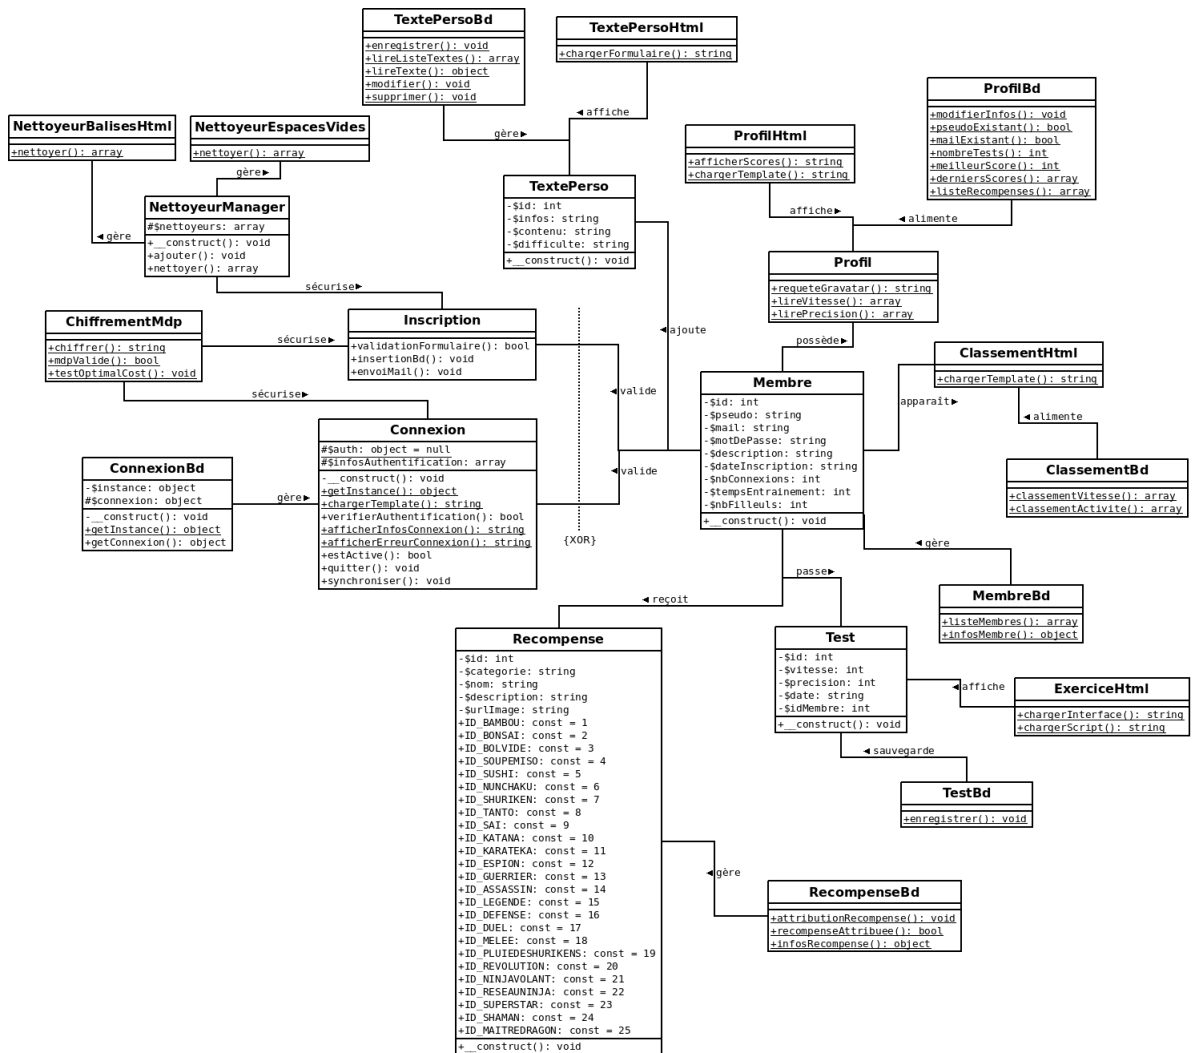 TextePersoBd
+enregistrer(): void
+lireListeTextes(): array
+lireTexte(): object
+modifier(): void
+supprimer(): void
TextePersoHtml
+chargerFormulaire(): string
◄ affiche
gère►
ProfilBd
+modifierInfos(): void
+pseudoExistant(): bool
+mailExistant(): bool
+nombreTests(): int
+meilleurScore(): int
+derniersScores(): array
+listeRecompenses(): array
NettoyeurBalisesHtml
+nettoyer(): array
NettoyeurEspacesVides
+nettoyer(): array
gère►
ProfilHtml
+afficherScores(): string
+chargerTemplate(): string
affiche►
◄ alimente
TextePerso
-$id: int
-$infos: string
-$contenu: string
-$difficulte: string
+__construct(): void
NettoyeurManager
#$nettoyeurs: array
+__construct(): void
+ajouter(): void
+nettoyer(): array
◄ gère
sécurise►
Profil
+requeteGravatar(): string
+lireVitesse(): array
+lirePrecision(): array
possède►
◄ajoute
ChiffrementMdp
+chiffrer(): string
+mdpValide(): bool
+testOptimalCost(): void
sécurise►
Inscription
+validationFormulaire(): bool
+insertionBd(): void
+envoiMail(): void
sécurise►
◄ valide
Membre
-$id: int
-$pseudo: string
-$mail: string
-$motDePasse: string
-$description: string
-$dateInscription: string
-$nbConnexions: int
-$tempsEntrainement: int
-$nbFilleuls: int
+__construct(): void
ClassementHtml
+chargerTemplate(): string
apparaît►
◄ alimente
ClassementBd
+classementVitesse(): array
+classementActivite(): array
Connexion
#$auth: object = null
#$infosAuthentification: array
-__construct(): void
+getInstance(): object
+chargerTemplate(): string
+verifierAuthentification(): bool
+afficherInfosConnexion(): string
+afficherErreurConnexion(): string
+estActive(): bool
+quitter(): void
+synchroniser(): void
◄ valide
{XOR}
ConnexionBd
-$instance: object
#$connexion: object
-__construct(): void
+getInstance(): object
+getConnexion(): object
gère►
◄ gère
MembreBd
+listeMembres(): array
+infosMembre(): object
passe►
◄ reçoit
Test
-$id: int
-$vitesse: int
-$precision: int
-$date: string
-$idMembre: int
+__construct(): void
◄affiche
ExerciceHtml
+chargerInterface(): string
+chargerScript(): string
◄ sauvegarde
TestBd
+enregistrer(): void
Recompense
-$id: int
-$categorie: string
-$nom: string
-$description: string
-$urlImage: string
+ID_BAMBOU: const = 1
+ID_BONSAI: const = 2
+ID_BOLVIDE: const = 3
+ID_SOUPEMISO: const = 4
+ID_SUSHI: const = 5
+ID_NUNCHAKU: const = 6
+ID_SHURIKEN: const = 7
+ID_TANTO: const = 8
+ID_SAI: const = 9
+ID_KATANA: const = 10
+ID_KARATEKA: const = 11
+ID_ESPION: const = 12
+ID_GUERRIER: const = 13
+ID_ASSASSIN: const = 14
+ID_LEGENDE: const = 15
+ID_DEFENSE: const = 16
+ID_DUEL: const = 17
+ID_MELEE: const = 18
+ID_PLUIEDESHURIKENS: const = 19
+ID_REVOLUTION: const = 20
+ID_NINJAVOLANT: const = 21
+ID_RESEAUNINJA: const = 22
+ID_SUPERSTAR: const = 23
+ID_SHAMAN: const = 24
+ID_MAITREDRAGON: const = 25
+__construct(): void
◄gère
RecompenseBd
+attributionRecompense(): void
+recompenseAttribuee(): bool
+infosRecompense(): object